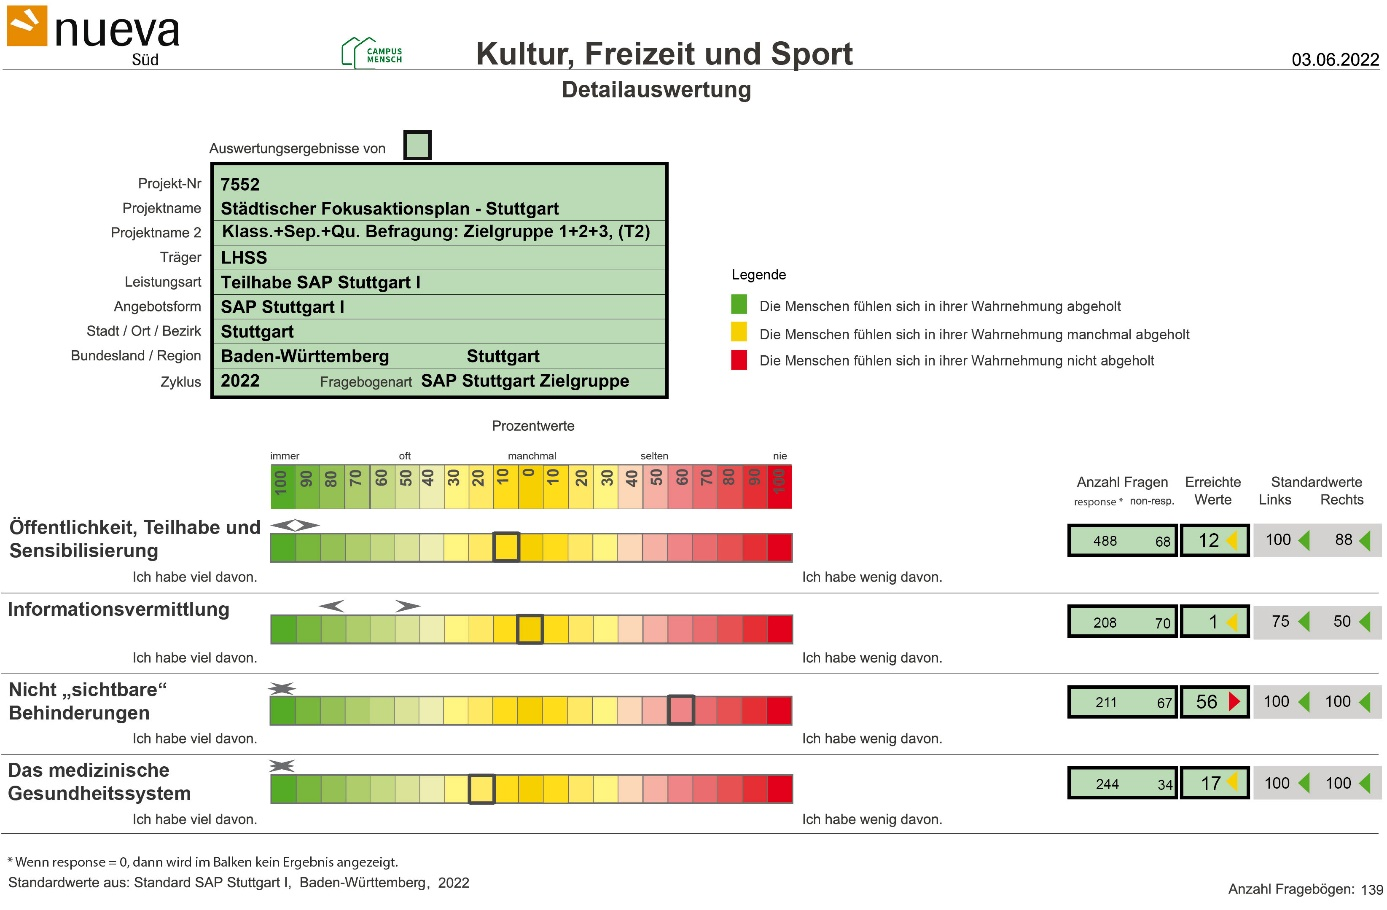 nueva
Süd
CAMPUS
MENSCH
Kultur, Freizeit und Sport
03.06.2022
Detailauswertung
Auswertungsergebnisse von
Projekt-Nr 7552
Projektname Städtischer Fokusaktionsplan - Stuttgart
Projektname 2 Klass.+Sep.+Qu. Befragung: Zielgruppe 1+2+3, (T2)
Träger LHSS
Leistungsart Teilhabe SAP Stuttgart I
Angebotsform SAP Stuttgart I
Stadt / Ort / Bezirk Stuttgart
Bundesland / Region Baden-Württemberg Stuttgart
Zyklus 2022 Fragebogenart SAP Stuttgart Zielgruppe
Legende
Die Menschen fühlen sich in ihrer Wahrnehmung abgeholt
Die Menschen fühlen sich in ihrer Wahrnehmung manchmal abgeholt
Die Menschen fühlen sich in ihrer Wahrnehmung nicht abgeholt
Prozentwerte
immer oft manchmal selten nie
100 90 80 70 60 50 40 30 20 10 0 10 20 30 40 50 60 70 80 90 100
Anzahl Fragen Erreichte Standardwerte
response * non-resp. Werte Links Rechts
Öffentlichkeit, Teilhabe und
Sensibilisierung
488 68 12 100 88
Ich habe viel davon. Ich habe wenig davon.
Informationsvermittlung
208 70 1 75 50
Ich habe viel davon. Ich habe wenig davon.
Nicht „sichtbare“
Behinderungen
211 67 56 100 100
Ich habe viel davon. Ich habe wenig davon.
Das medizinische
Gesundheitssystem
244 34 17 100 100
Ich habe viel davon. Ich habe wenig davon.
* Wenn response = 0, dann wird im Balken kein Ergebnis angezeigt.
Standardwerte aus: Standard SAP Stuttgart I, Baden-Württemberg, 2022
Anzahl Fragebögen: 139